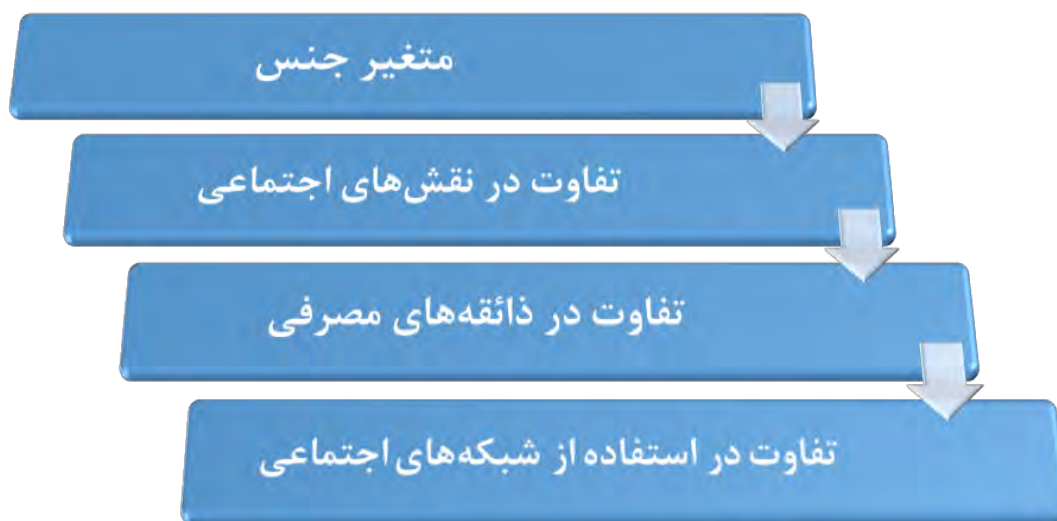 متغیر جنس
تفاوت در نقش‌های اجتماعی
تفاوت در ذائقه‌های مصرفی
تفاوت در استفاده از شبکه‌های اجتماعی